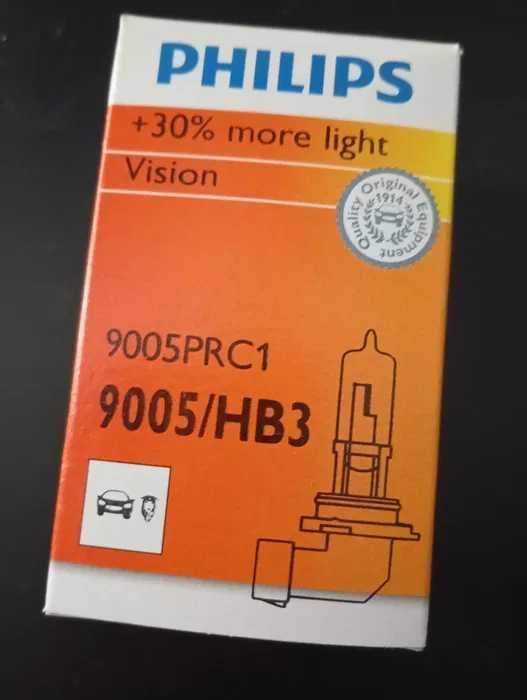 PHILIPS
+30% more light
Vision
Quality Original Equipment
1914
9005PRC1
9005/HB3